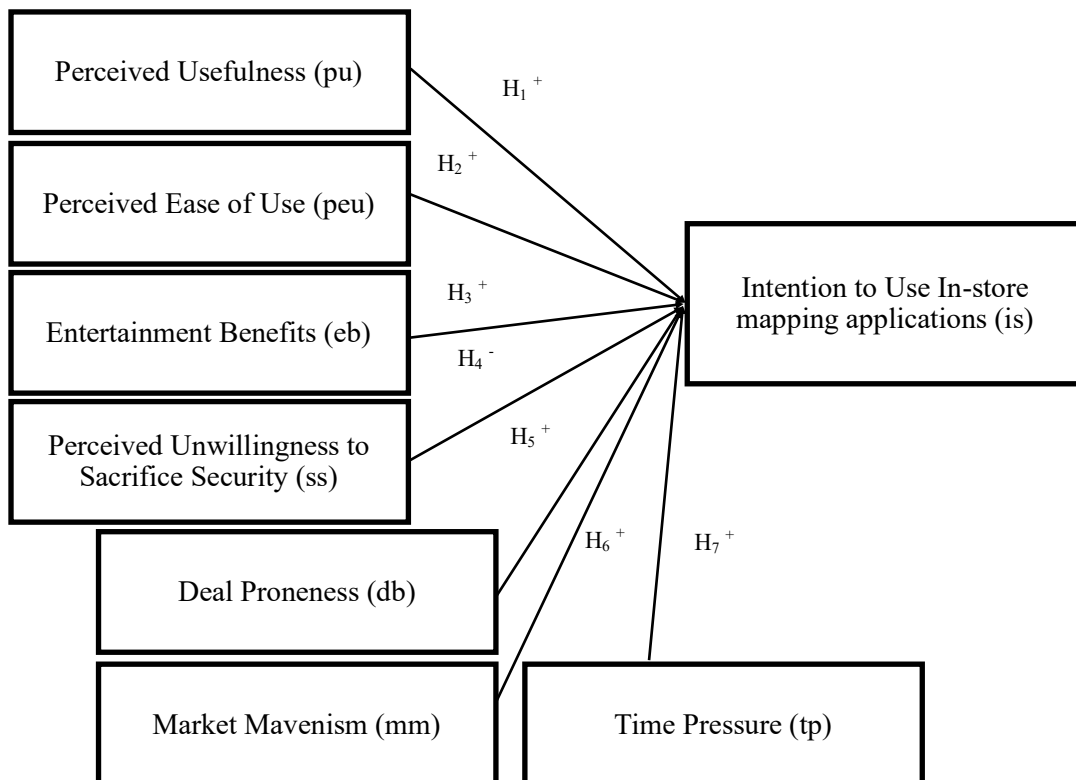 Perceived Usefulness (pu)
H₁ ⁺
H₂ ⁺
Perceived Ease of Use (peu)
Intention to Use In-store
mapping applications (is)
H₃ ⁺
Entertainment Benefits (eb)
H₄ ⁻
Perceived Unwillingness to
Sacrifice Security (ss)
H₅ ⁺
H₆ ⁺
H₇ ⁺
Deal Proneness (db)
Market Mavenism (mm)
Time Pressure (tp)